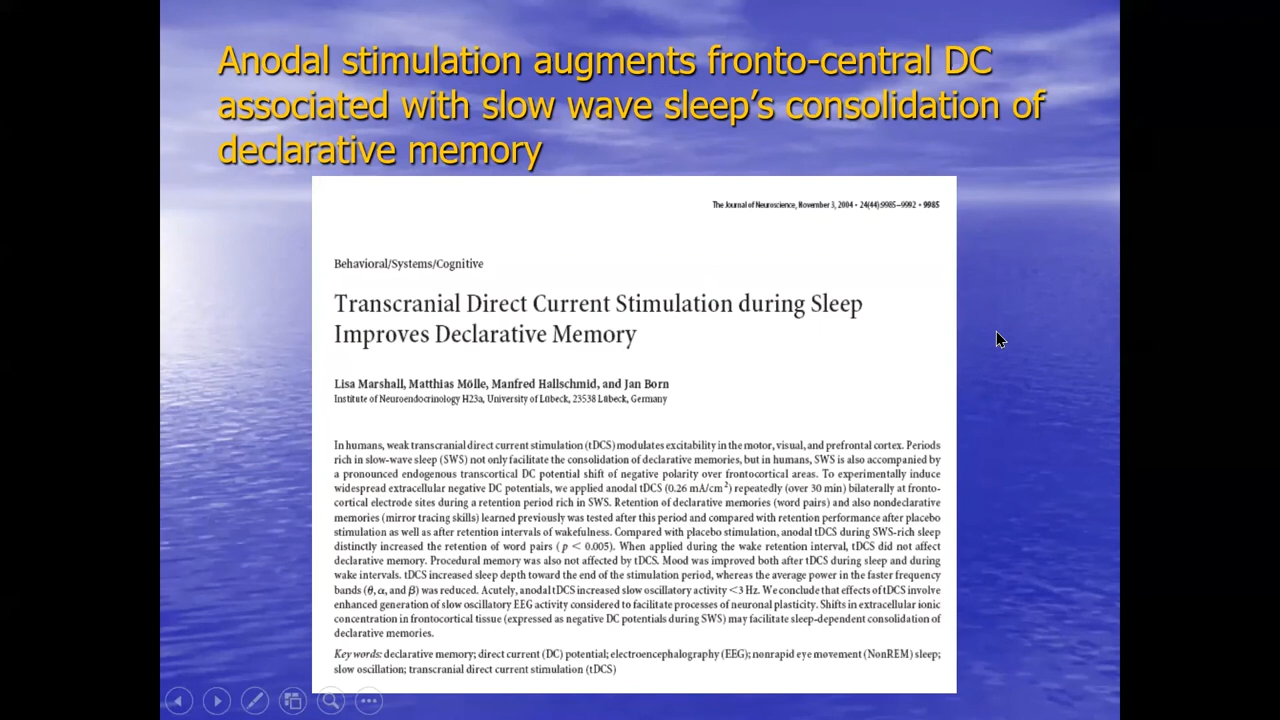 Anodal stimulation augments fronto-central DC
associated with slow wave sleep's consolidation of
declarative memory
The Journal of Neuroscience, November 3, 2004 • 24(44):9985–9992 • 9985
Behavioral/Systems/Cognitive
Transcranial Direct Current Stimulation during Sleep
Improves Declarative Memory
Lisa Marshall, Matthias Mölle, Manfred Hallschmid, and Jan Born
Institute of Neuroendocrinology H23a, University of Lübeck, 23538 Lübeck, Germany
In humans, weak transcranial direct current stimulation (tDCS) modulates excitability in the motor, visual, and prefrontal cortex. Periods
rich in slow-wave sleep (SWS) not only facilitate the consolidation of declarative memories, but in humans, SWS is also accompanied by
a pronounced endogenous transcortical DC potential shift of negative polarity over frontocortical areas. To experimentally induce
widespread extracellular negative DC potentials, we applied anodal tDCS (0.26 mA/cm²) repeatedly (over 30 min) bilaterally at fronto-
cortical electrode sites during a retention period rich in SWS. Retention of declarative memories (word pairs) and also nondeclarative
memories (mirror tracing skills) learned previously was tested after this period and compared with retention performance after placebo
stimulation as well as after retention intervals of wakefulness. Compared with placebo stimulation, anodal tDCS during SWS-rich sleep
distinctly increased the retention of word pairs (p < 0.005). When applied during the wake retention interval, tDCS did not affect
declarative memory. Procedural memory was also not affected by tDCS. Mood was improved both after tDCS during sleep and during
wake intervals. tDCS increased sleep depth toward the end of the stimulation period, whereas the average power in the faster frequency
bands (θ, α, and β) was reduced. Acutely, anodal tDCS increased slow oscillatory activity <3 Hz. We conclude that effects of tDCS involve
enhanced generation of slow oscillatory EEG activity considered to facilitate processes of neuronal plasticity. Shifts in extracellular ionic
concentration in frontocortical tissue (expressed as negative DC potentials during SWS) may facilitate sleep-dependent consolidation of
declarative memories.
Key words: declarative memory; direct current (DC) potential; electroencephalography (EEG); nonrapid eye movement (NonREM) sleep;
slow oscillation; transcranial direct current stimulation (tDCS)